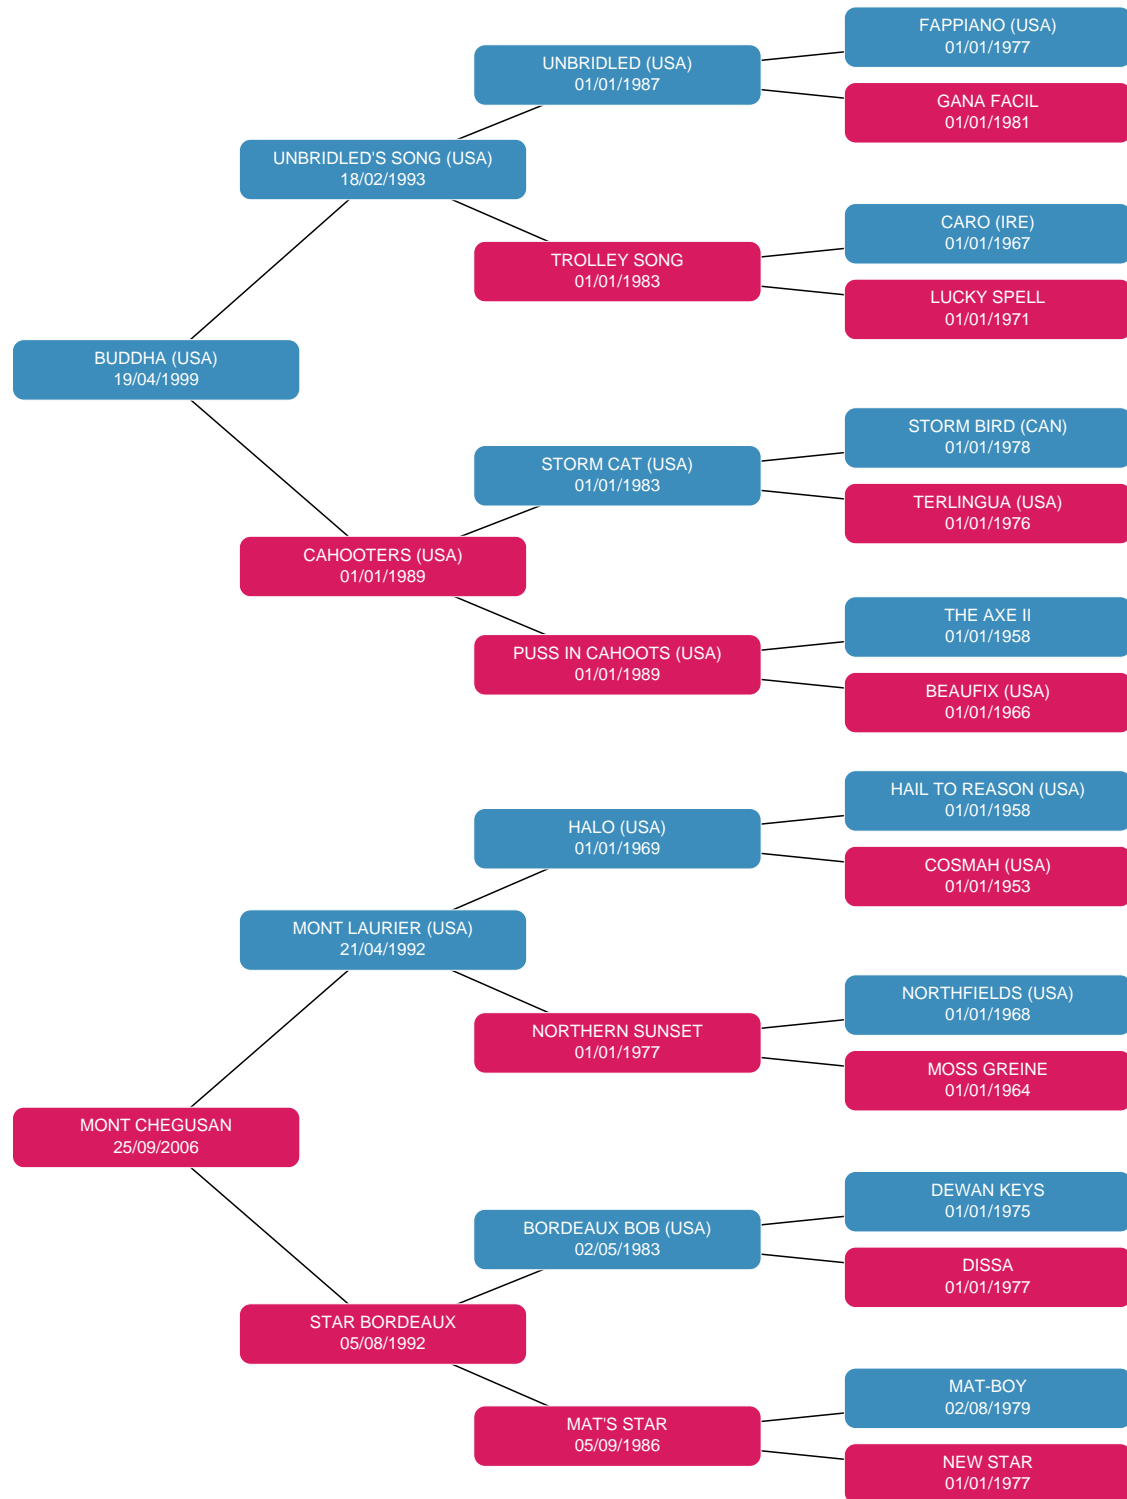 FAPPIANO (USA)
01/01/1977
UNBRIDLED (USA)
01/01/1987
GANA FACIL
01/01/1981
UNBRIDLED'S SONG (USA)
18/02/1993
CARO (IRE)
01/01/1967
TROLLEY SONG
01/01/1983
LUCKY SPELL
01/01/1971
BUDDHA (USA)
19/04/1999
STORM BIRD (CAN)
01/01/1978
STORM CAT (USA)
01/01/1983
TERLINGUA (USA)
01/01/1976
CAHOOTERS (USA)
01/01/1989
THE AXE II
01/01/1958
PUSS IN CAHOOTS (USA)
01/01/1989
BEAUFIX (USA)
01/01/1966
HAIL TO REASON (USA)
01/01/1958
HALO (USA)
01/01/1969
COSMAH (USA)
01/01/1953
MONT LAURIER (USA)
21/04/1992
NORTHFIELDS (USA)
01/01/1968
NORTHERN SUNSET
01/01/1977
MOSS GREINE
01/01/1964
MONT CHEGUSAN
25/09/2006
DEWAN KEYS
01/01/1975
BORDEAUX BOB (USA)
02/05/1983
DISSA
01/01/1977
STAR BORDEAUX
05/08/1992
MAT-BOY
02/08/1979
MAT'S STAR
05/09/1986
NEW STAR
01/01/1977